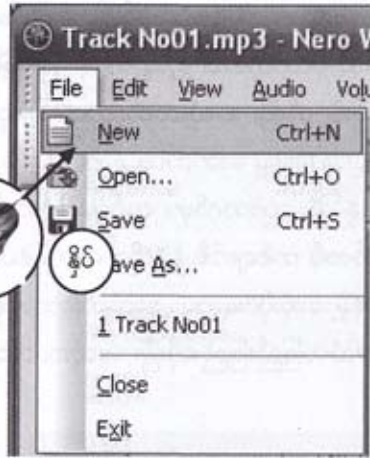 Track No01.mp3 - Nero
File Edit View Audio
New Ctrl+N
Open... Ctrl+O
Save Ctrl+S
ave As...
1 Track No01
Close
Exit